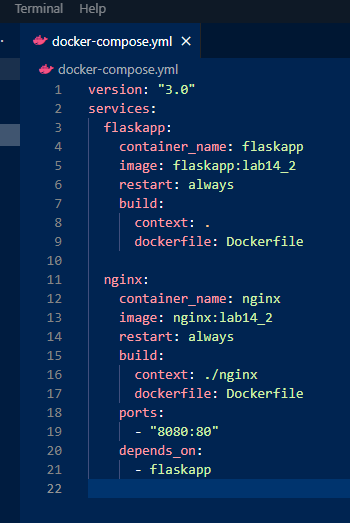 Terminal Help
docker-compose.yml ×
docker-compose.yml
1 version: "3.0"
2 services:
3   flaskapp:
4     container_name: flaskapp
5     image: flaskapp:lab14_2
6     restart: always
7     build:
8       context: .
9       dockerfile: Dockerfile
10
11   nginx:
12     container_name: nginx
13     image: nginx:lab14_2
14     restart: always
15     build:
16       context: ./nginx
17       dockerfile: Dockerfile
18     ports:
19       - "8080:80"
20     depends_on:
21       - flaskapp
22